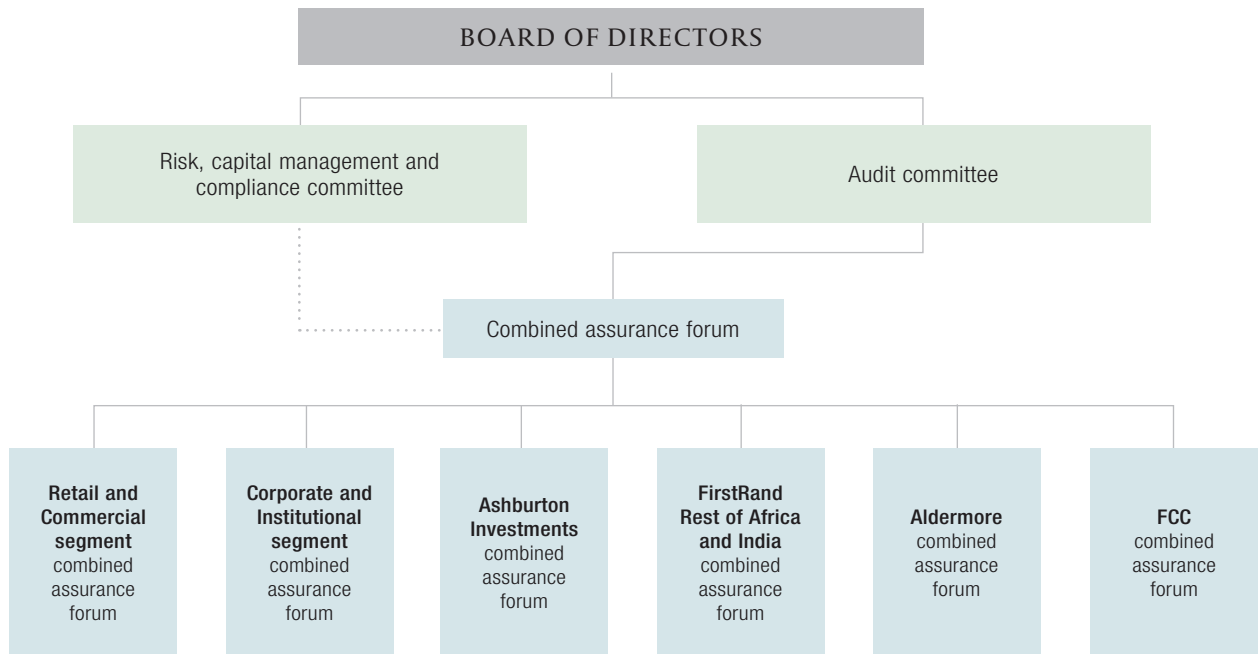 BOARD OF DIRECTORS
Risk, capital management and
compliance committee
Audit committee
Combined assurance forum
Retail and
Commercial
segment
combined
assurance
forum
Corporate and
Institutional
segment
combined
assurance
forum
Ashburton
Investments
combined
assurance
forum
FirstRand
Rest of Africa
and India
combined
assurance
forum
Aldermore
combined
assurance
forum
FCC
combined
assurance
forum